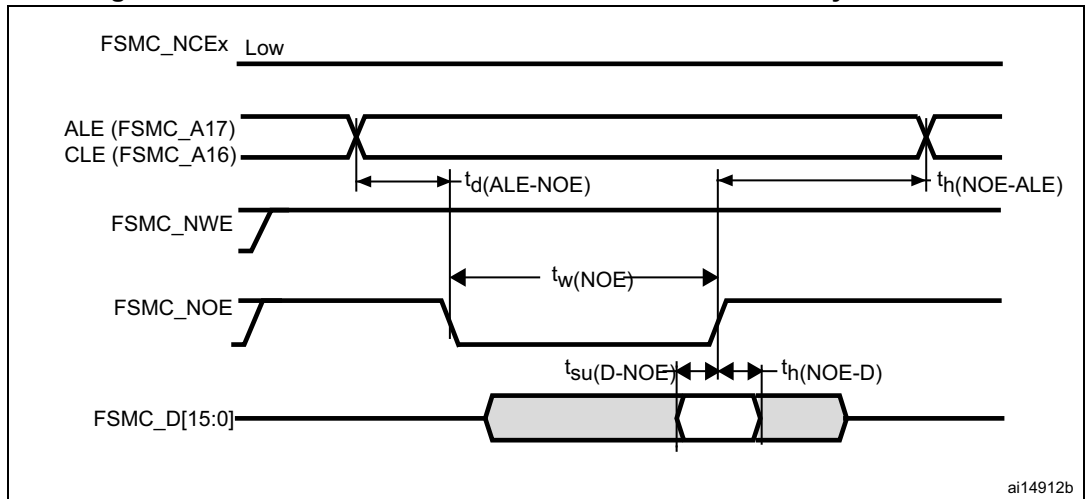 FSMC_NCEx Low
ALE (FSMC_A17)
CLE (FSMC_A16)
td(ALE-NOE)
th(NOE-ALE)
FSMC_NWE
tw(NOE)
FSMC_NOE
tsu(D-NOE)
th(NOE-D)
FSMC_D[15:0]
ai14912b